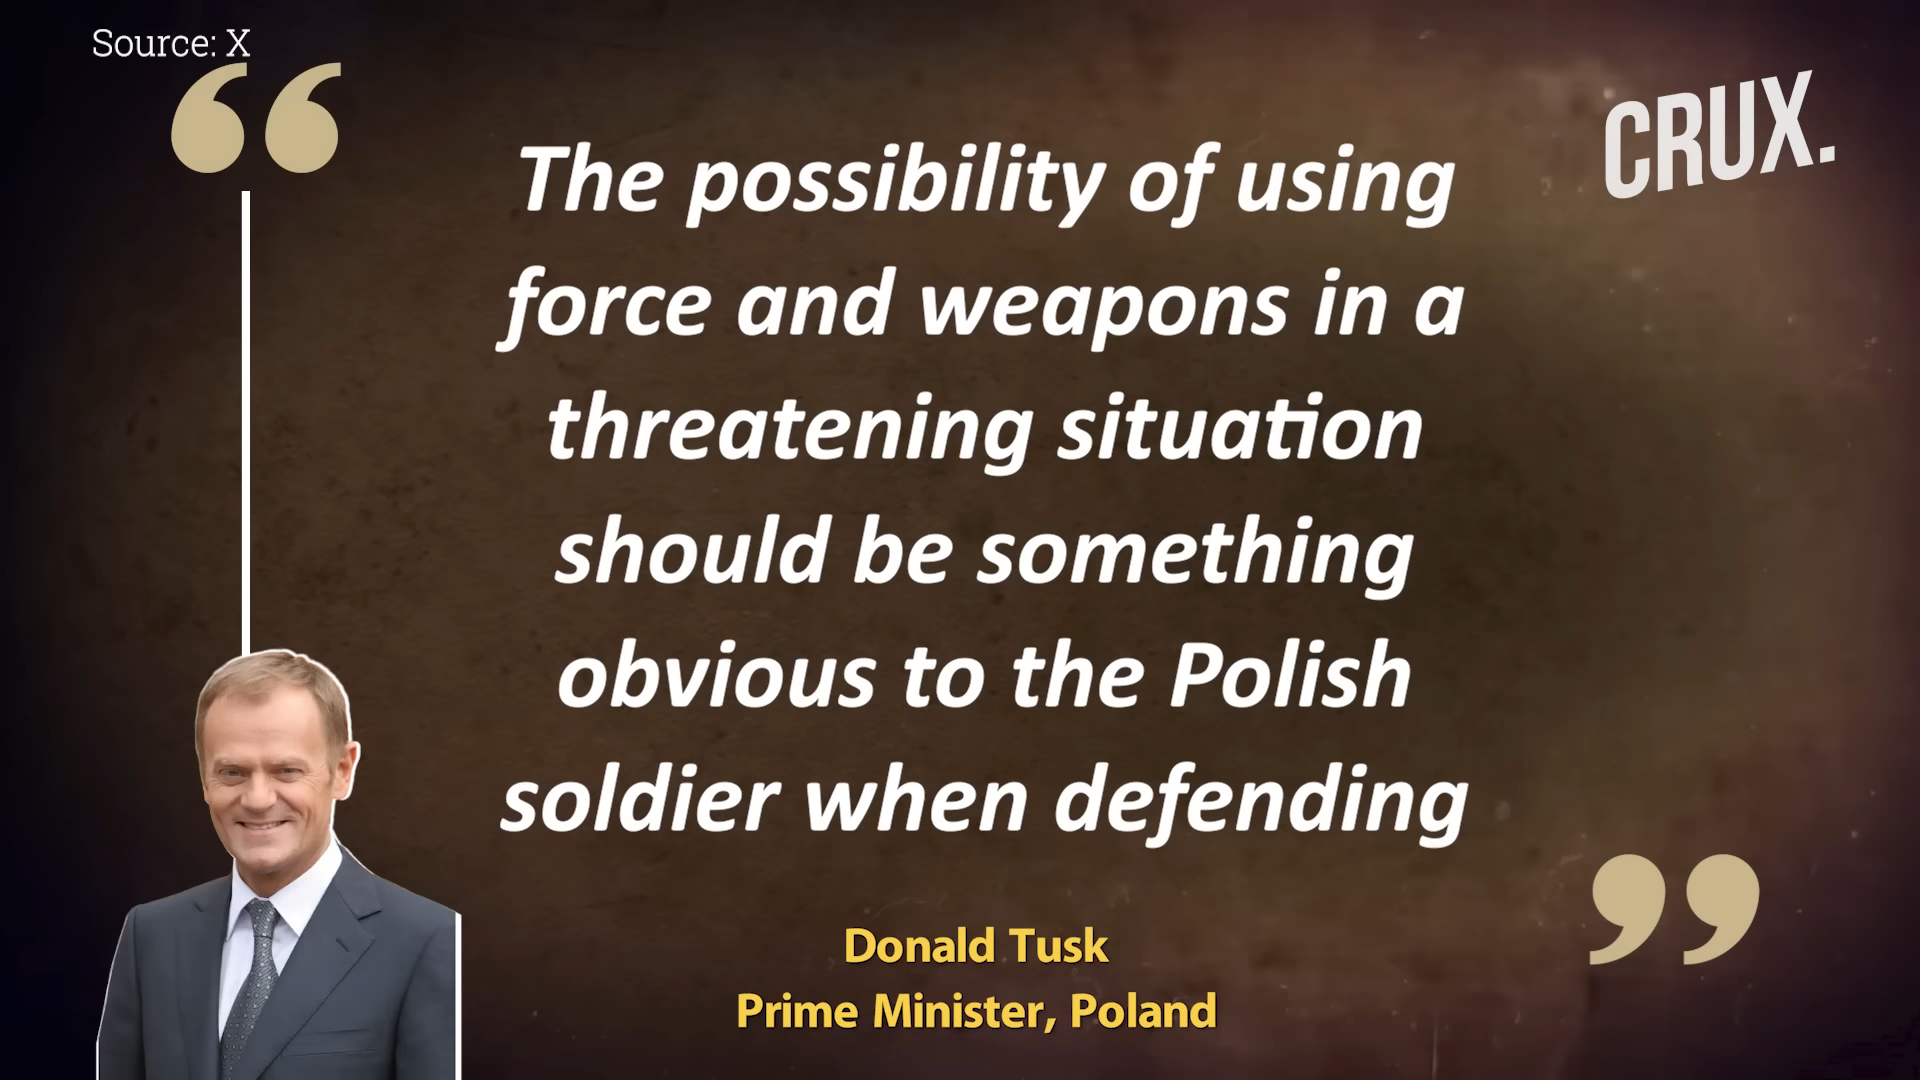 Source: X
CRUX.
“
The possibility of using
force and weapons in a
threatening situation
should be something
obvious to the Polish
soldier when defending
”
Donald Tusk
Prime Minister, Poland